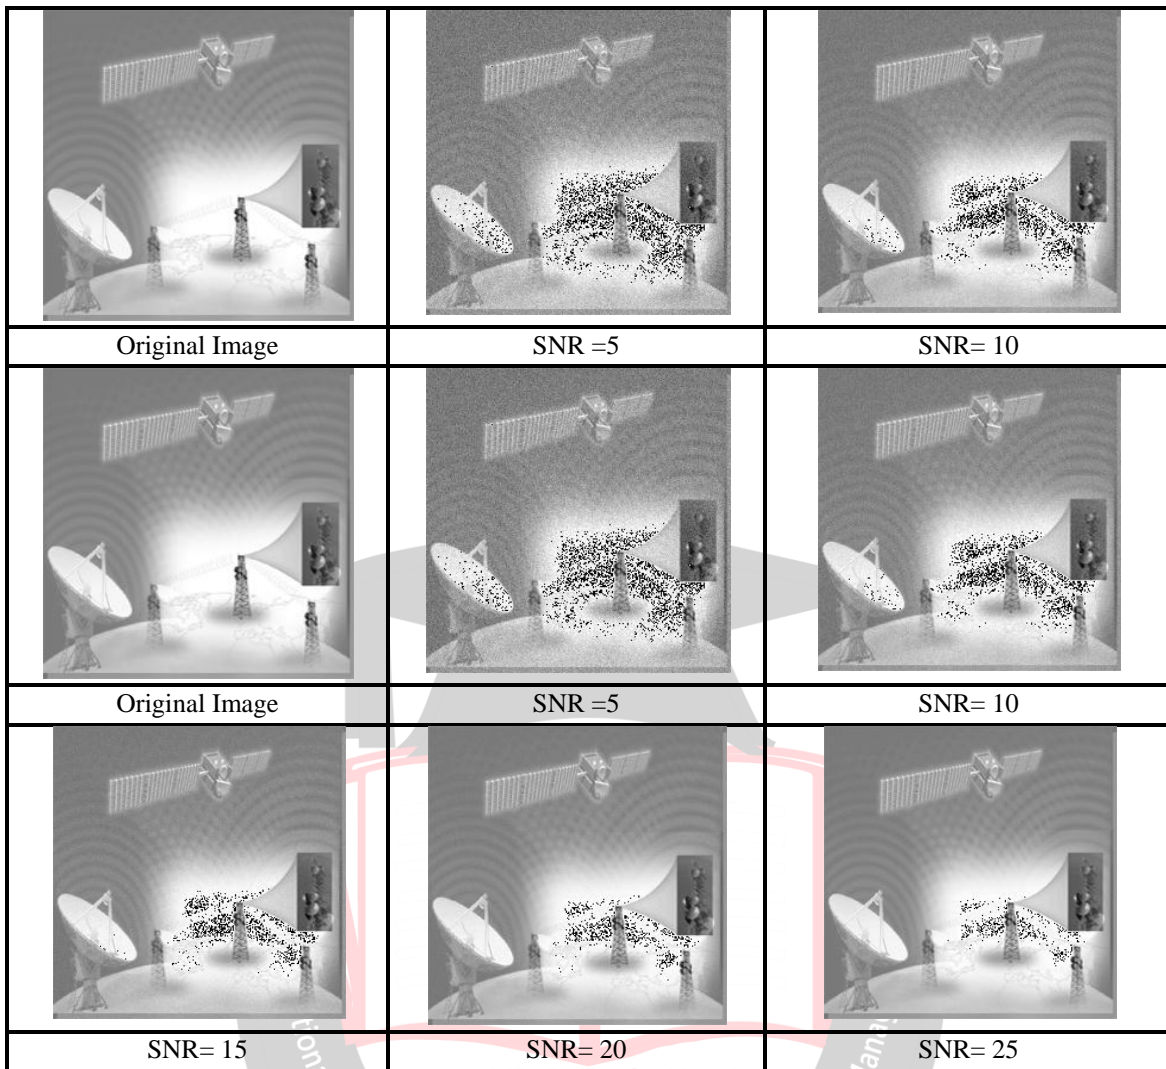 Original Image
SNR =5
SNR= 10
Original Image
SNR =5
SNR= 10
SNR= 15
SNR= 20
SNR= 25